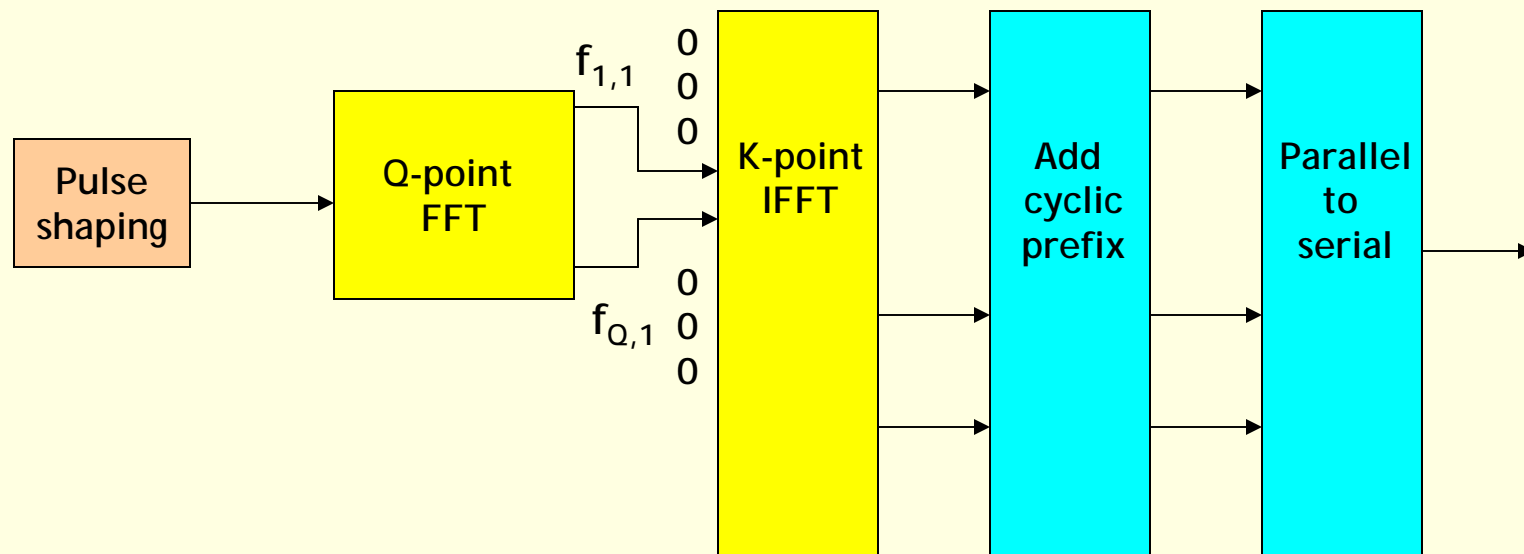 Pulse
shaping
Q-point
FFT
f1,1
0
0
0
fQ,1
0
0
0
K-point
IFFT
Add
cyclic
prefix
Parallel
to
serial